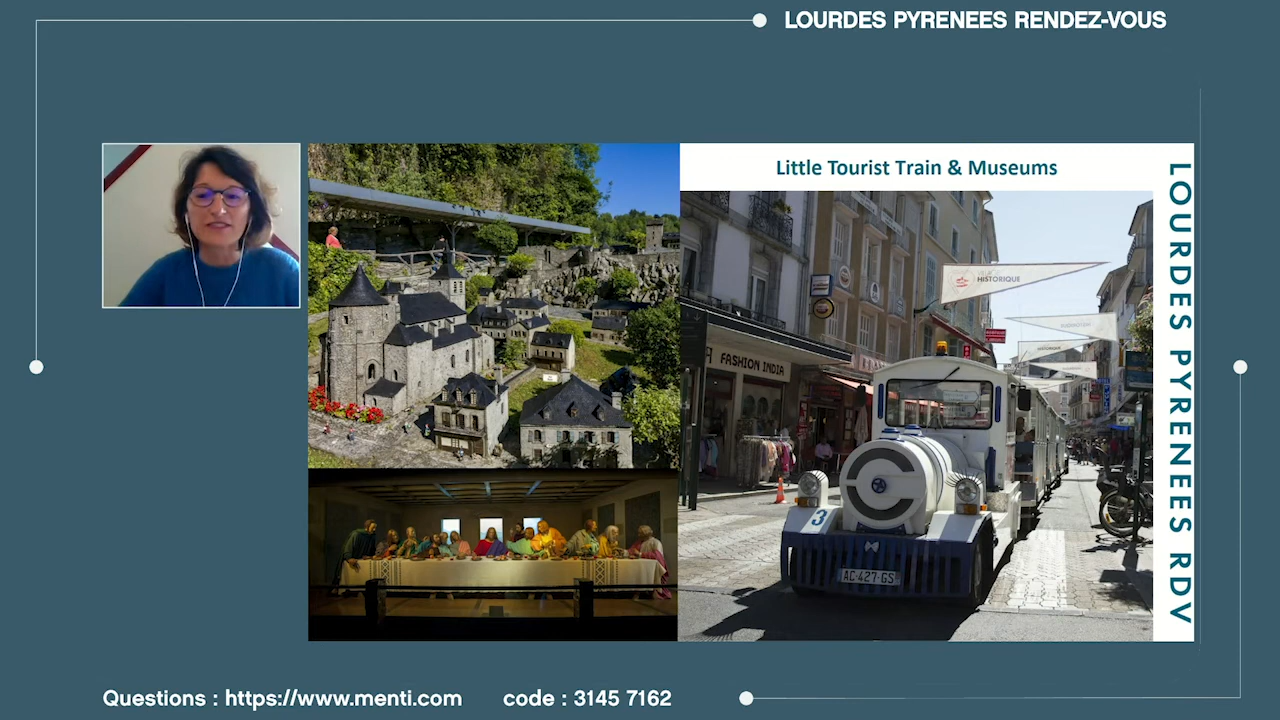 LOURDES PYRENEES RENDEZ-VOUS
Little Tourist Train & Museums
LOURDES PYRENEES RDV
HISTORIQUE
FASHION INDIA
3
AC-427-GS
Questions : https://www.menti.com code : 3145 7162